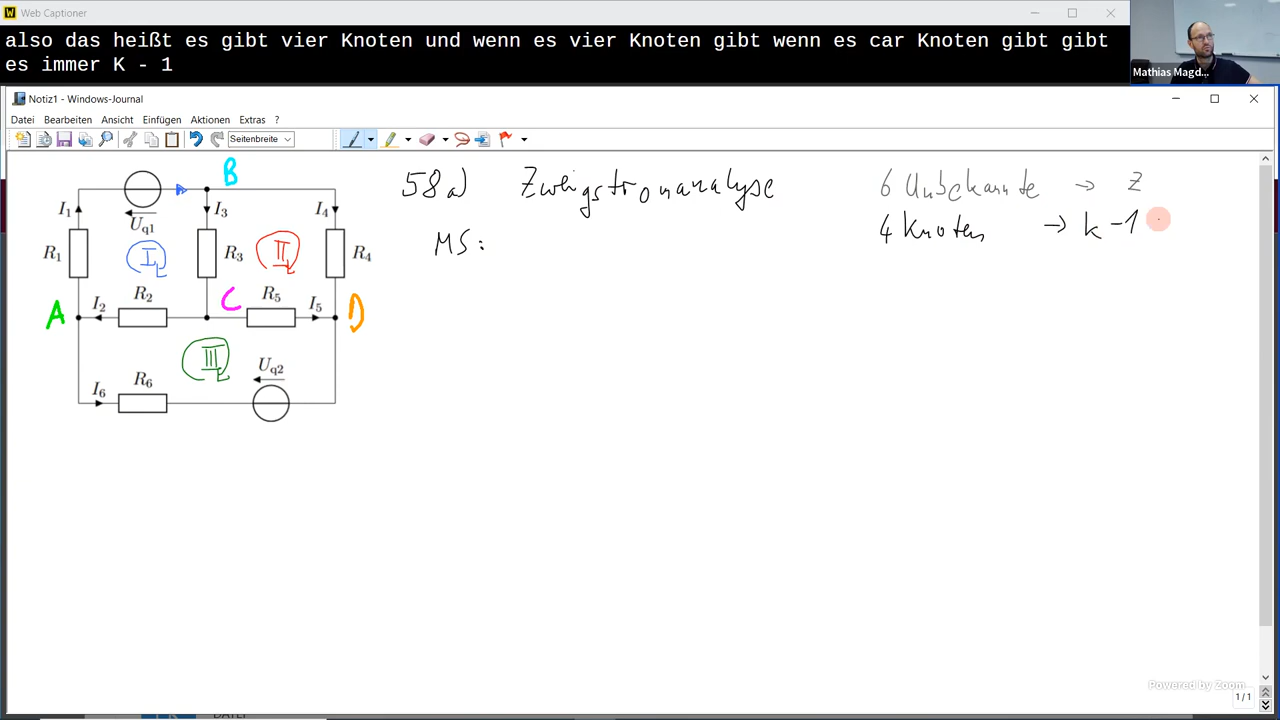 Web Captioner
also das heißt es gibt vier Knoten und wenn es vier Knoten gibt wenn es car Knoten gibt gibt
es immer K - 1
Mathias Magd...
Notiz1 - Windows-Journal
Datei Bearbeiten Ansicht Einfügen Aktionen Extras ?
Seitenbreite
B
58a) Zweigstromanalyse
6 Unbekannte → Z
I1 I3 I4
Uq1
4 Knoten → k - 1
MS:
R1 I R3 II R4
A I2 R2 C R5 I5 D
III
Uq2
I6 R6
Powered by Zoom
1/1
DATEI